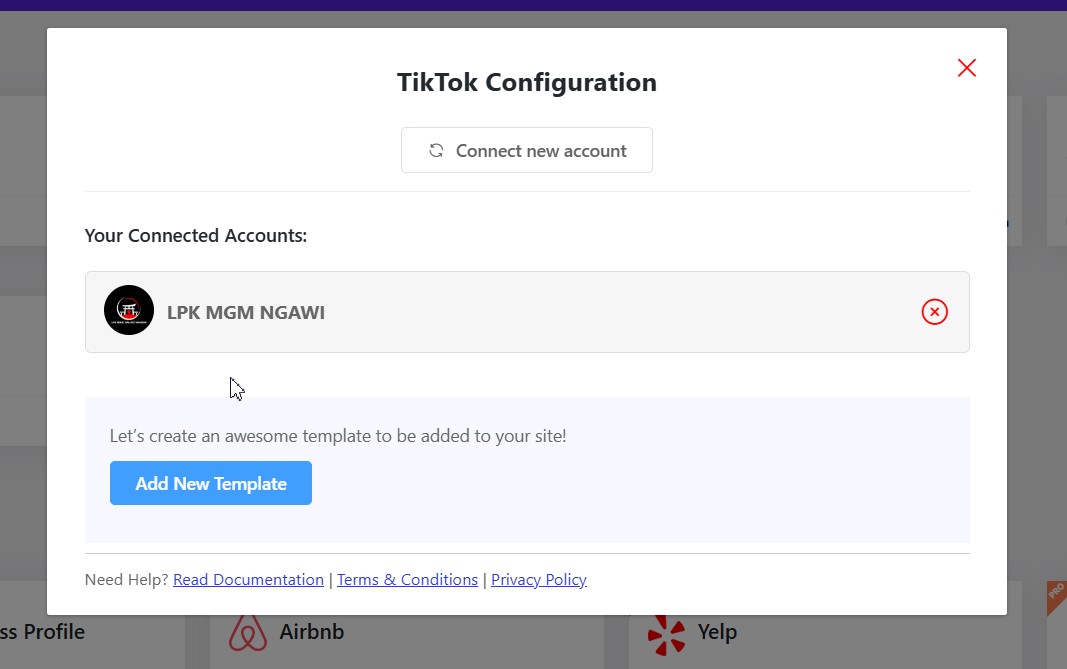 TikTok Configuration
Connect new account
Your Connected Accounts:
LPK MGM NGAWI
Let’s create an awesome template to be added to your site!
Add New Template
Need Help? Read Documentation | Terms & Conditions | Privacy Policy
ss Profile
Airbnb
Yelp
PRO